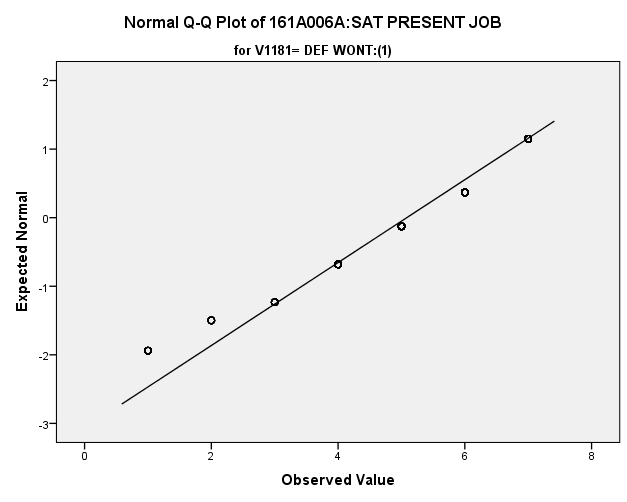 Normal Q-Q Plot of 161A006A:SAT PRESENT JOB
for V1181= DEF WONT:(1)
2
1
0
-1
-2
-3
Expected Normal
0 2 4 6 8
Observed Value